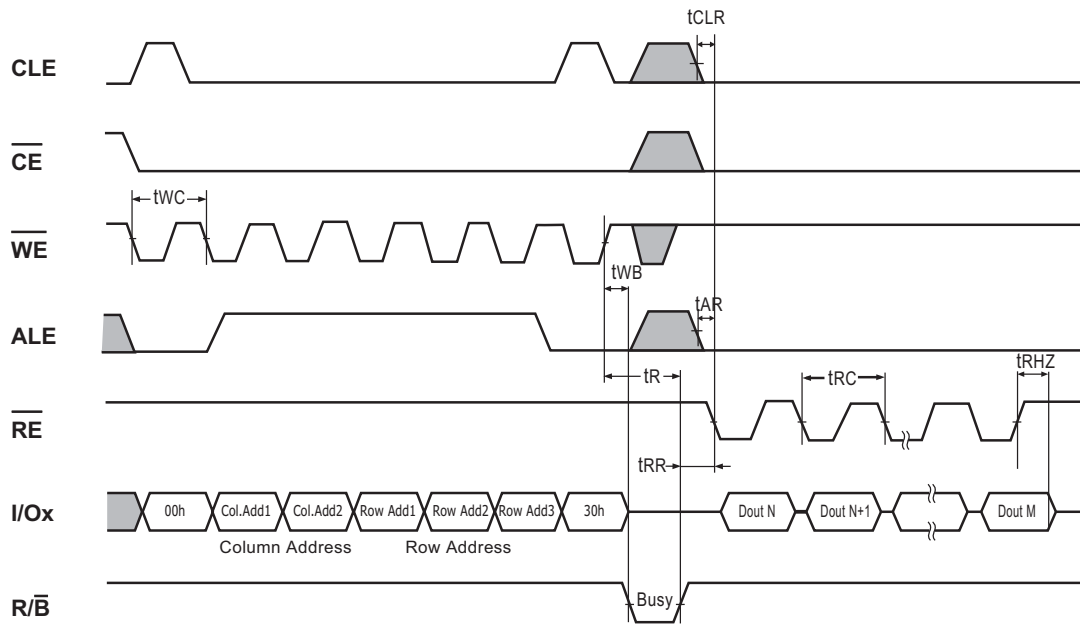 tCLR
CLE
CE
tWC
WE
tWB
tAR
ALE
tR
tRC
tRHZ
RE
tRR
I/Ox
00h
Col.Add1
Col.Add2
Row Add1
Row Add2
Row Add3
30h
Dout N
Dout N+1
Dout M
Column Address
Row Address
R/B
Busy